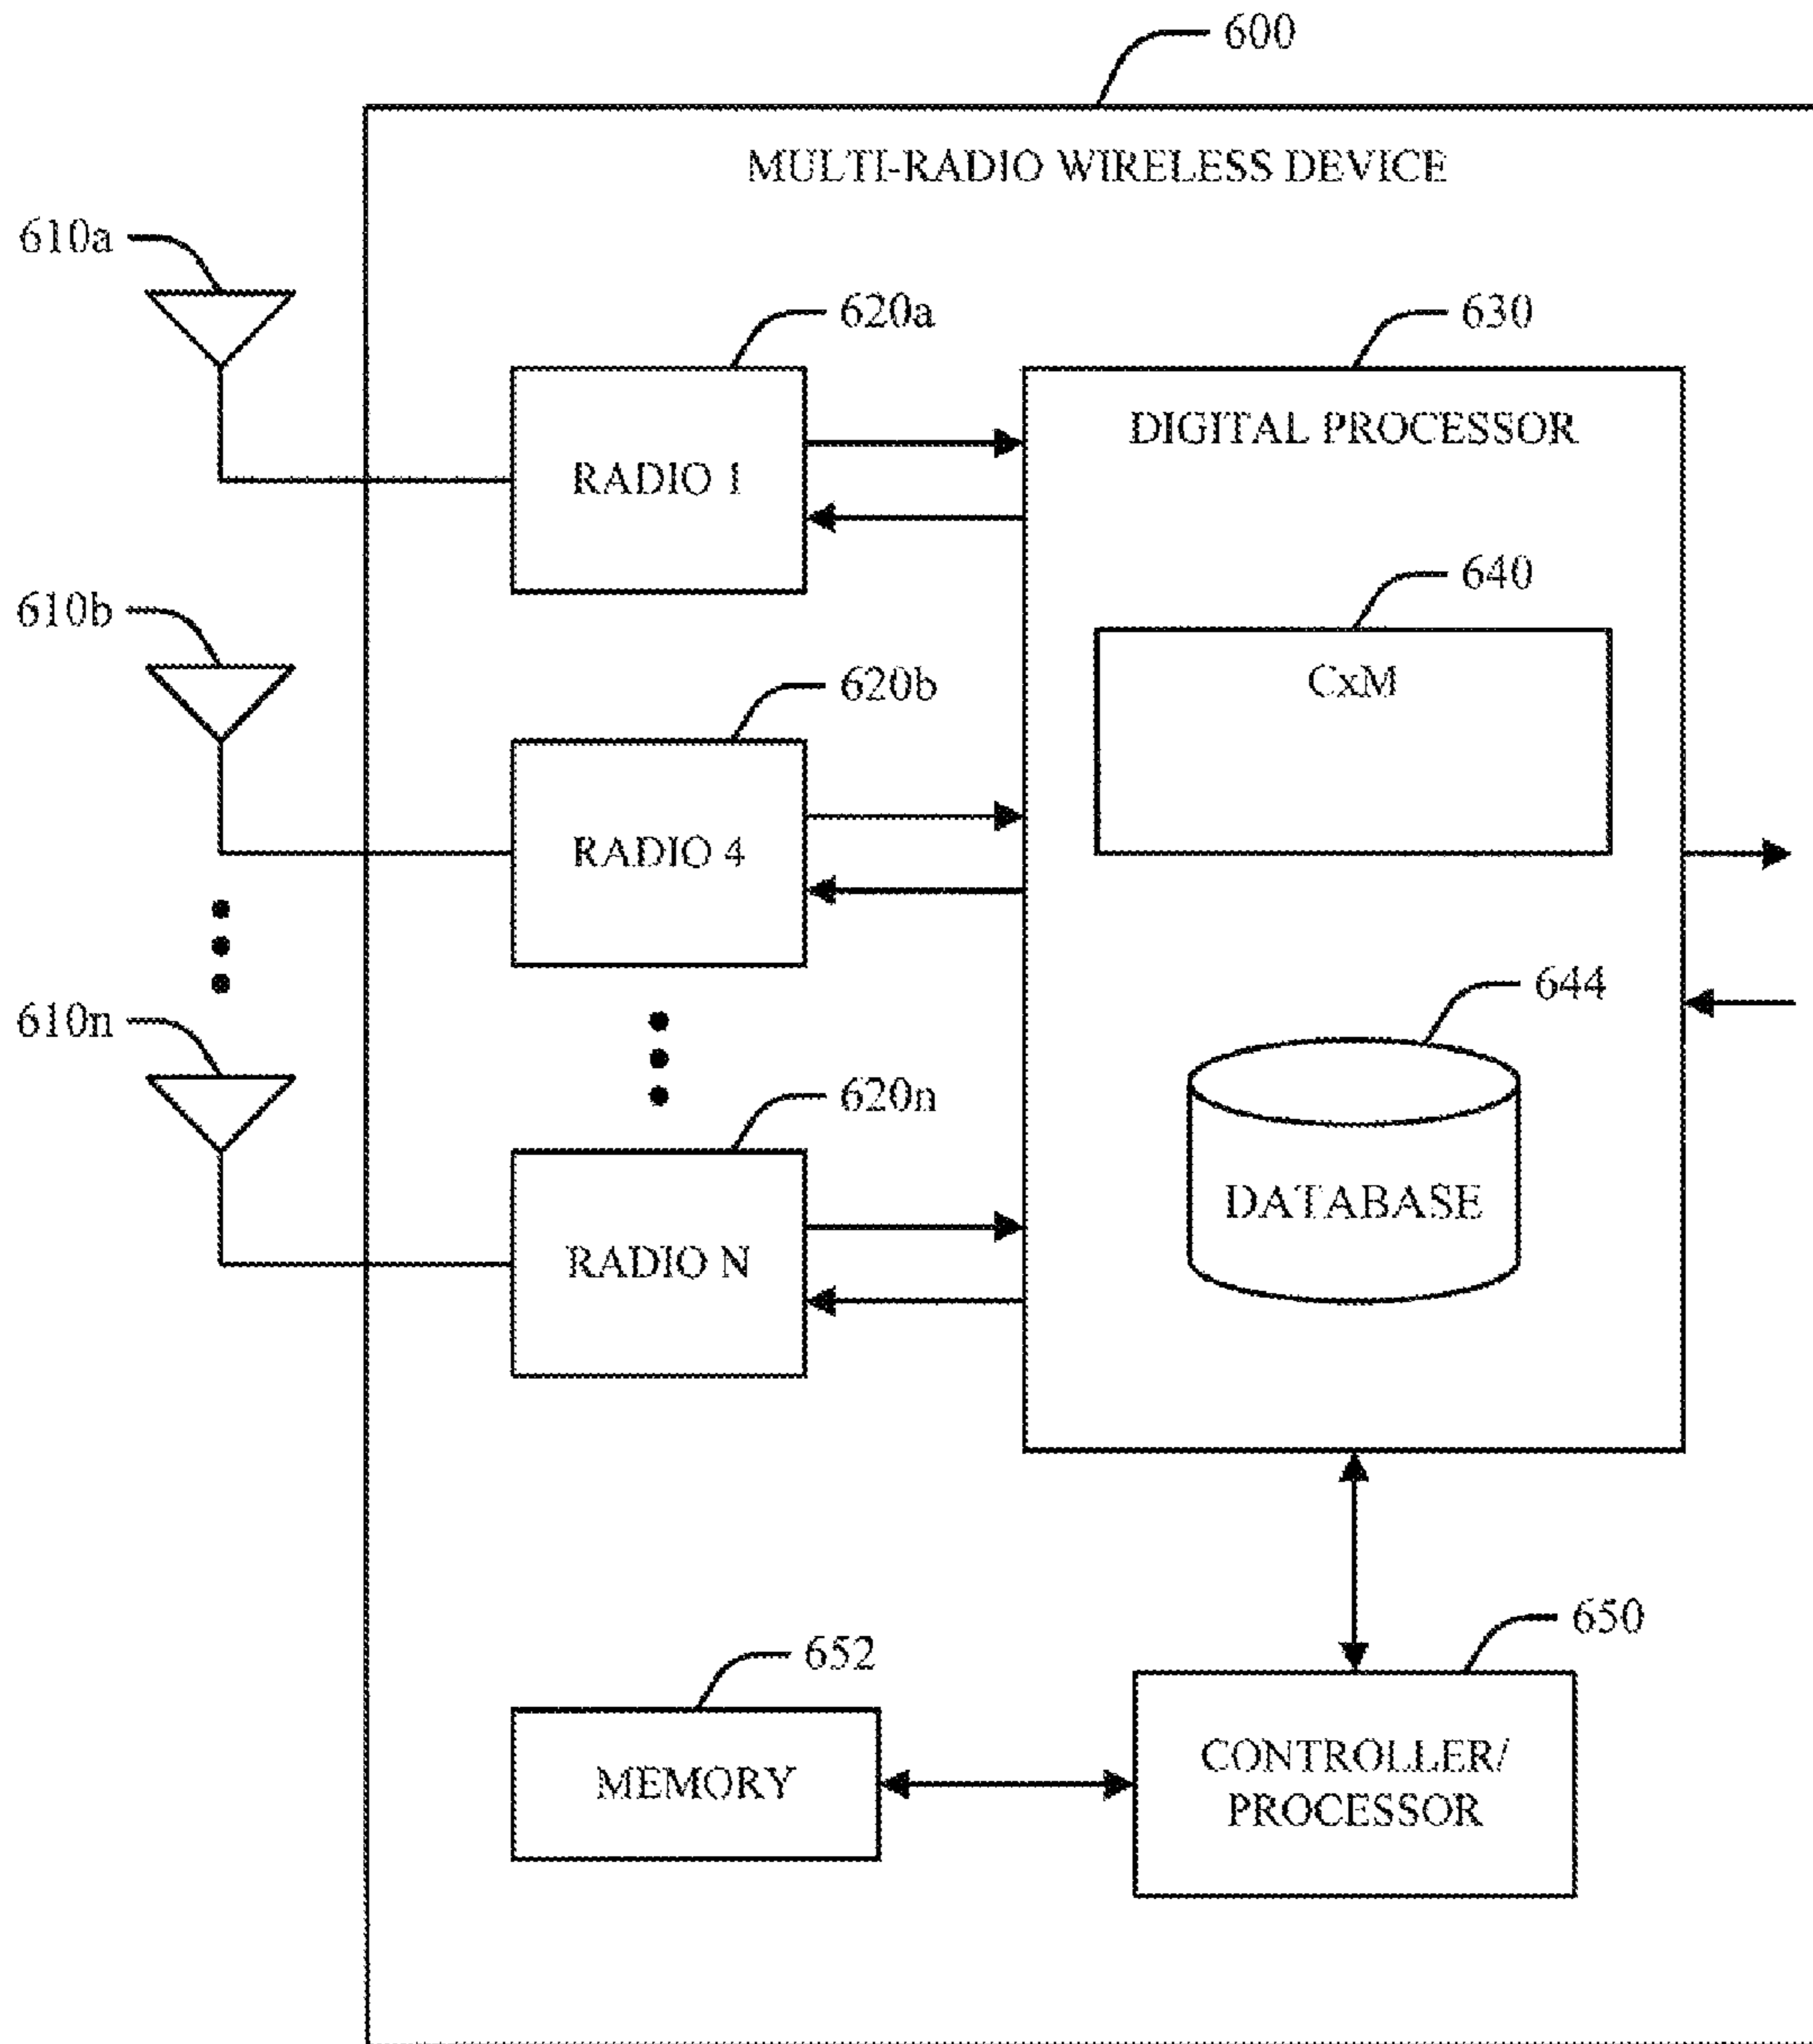 600
MULTI-RADIO WIRELESS DEVICE
610a
620a
630
RADIO 1
DIGITAL PROCESSOR
640
CxM
610b
620b
RADIO 4
644
DATABASE
610n
620n
RADIO N
650
CONTROLLER/
PROCESSOR
652
MEMORY